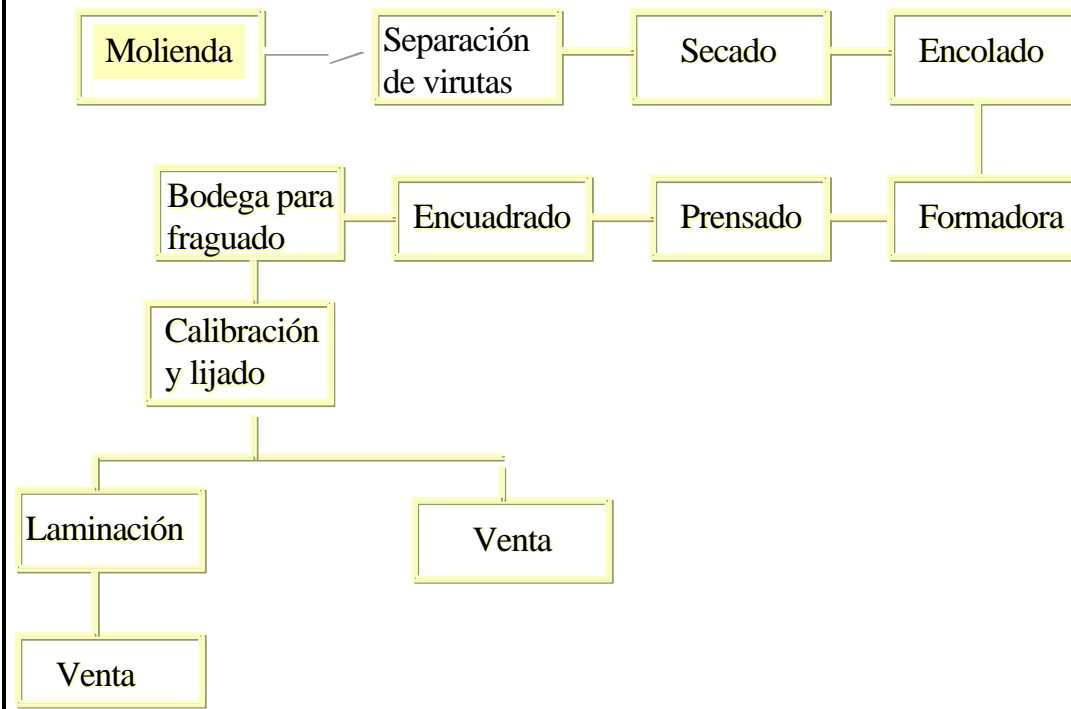 Molienda
Separación
de virutas
Secado
Encolado
Formadora
Prensado
Encuadrado
Bodega para
fraguado
Calibración
y lijado
Laminación
Venta
Venta